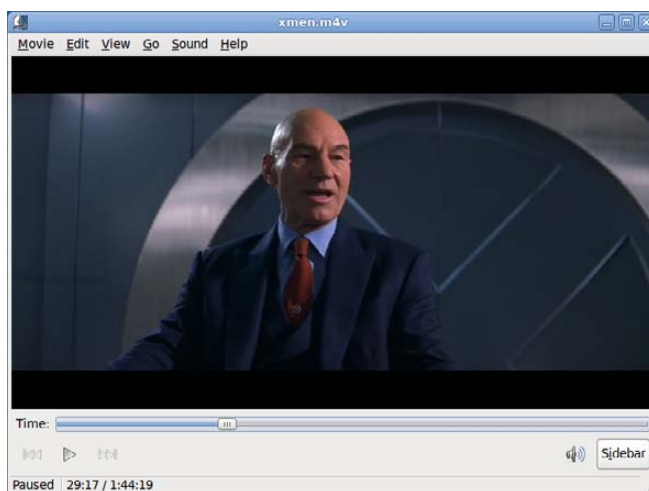 xmen.m4v
Movie Edit View Go Sound Help
Time:
Sidebar
Paused 29:17 / 1:44:19